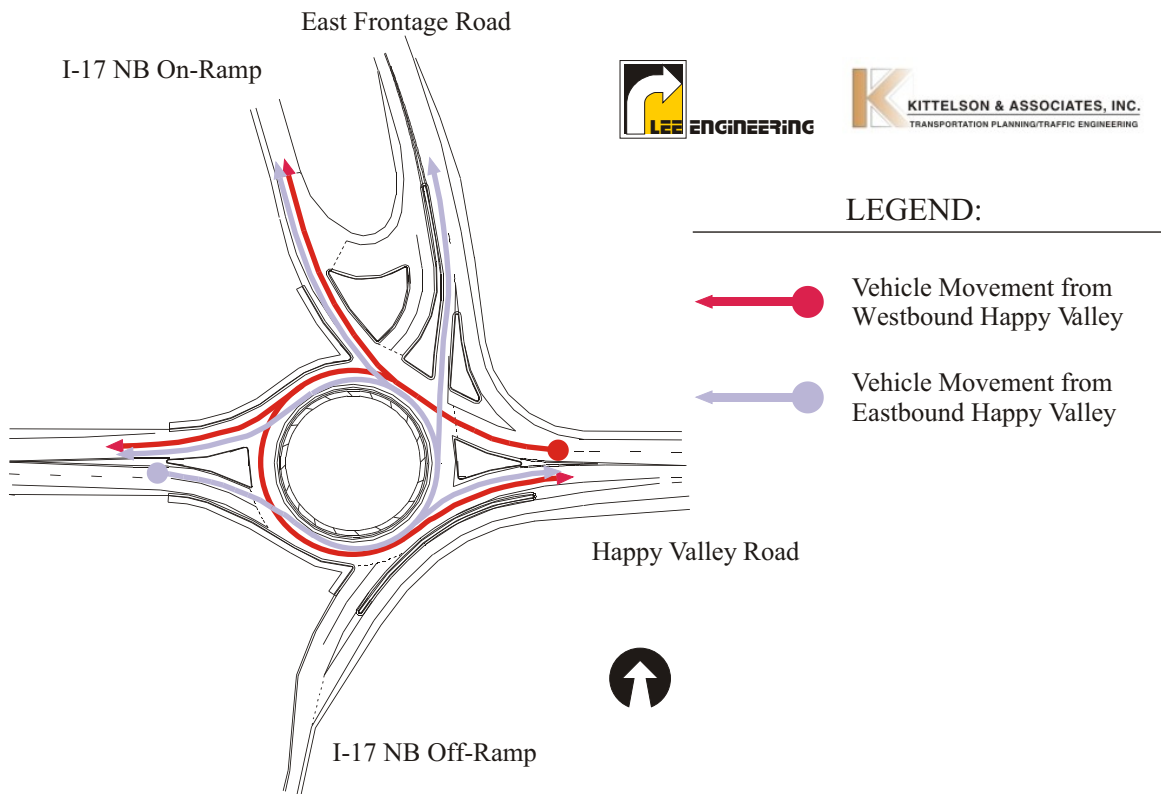 East Frontage Road
I-17 NB On-Ramp
LEE ENGINEERING
KITTELSON & ASSOCIATES, INC.
TRANSPORTATION PLANNING/TRAFFIC ENGINEERING
LEGEND:
Vehicle Movement from
Westbound Happy Valley
Vehicle Movement from
Eastbound Happy Valley
Happy Valley Road
I-17 NB Off-Ramp